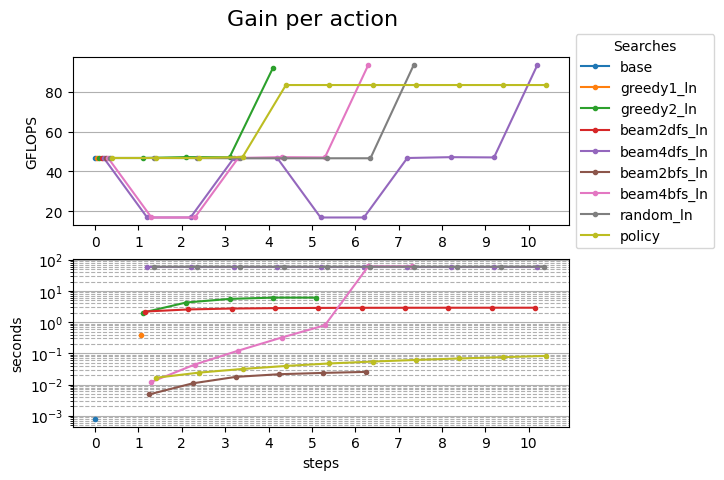 Gain per action
GFLOPS
80
60
40
20
0 1 2 3 4 5 6 7 8 9 10
Searches
base
greedy1_ln
greedy2_ln
beam2dfs_ln
beam4dfs_ln
beam2bfs_ln
beam4bfs_ln
random_ln
policy
seconds
10²
10¹
10⁰
10⁻¹
10⁻²
10⁻³
0 1 2 3 4 5 6 7 8 9 10
steps